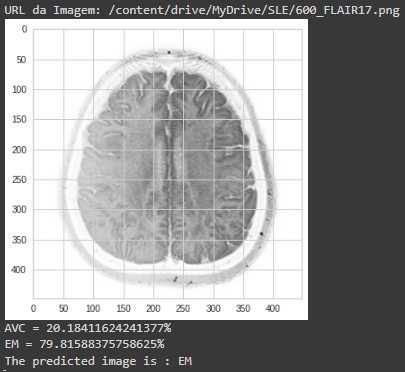 URL da Imagem: /content/drive/MyDrive/SLE/600_FLAIR17.png
0
50
100
150
200
250
300
350
400
0 50 100 150 200 250 300 350 400
AVC = 20.18411624241377%
EM = 79.81588375758625%
The predicted image is : EM